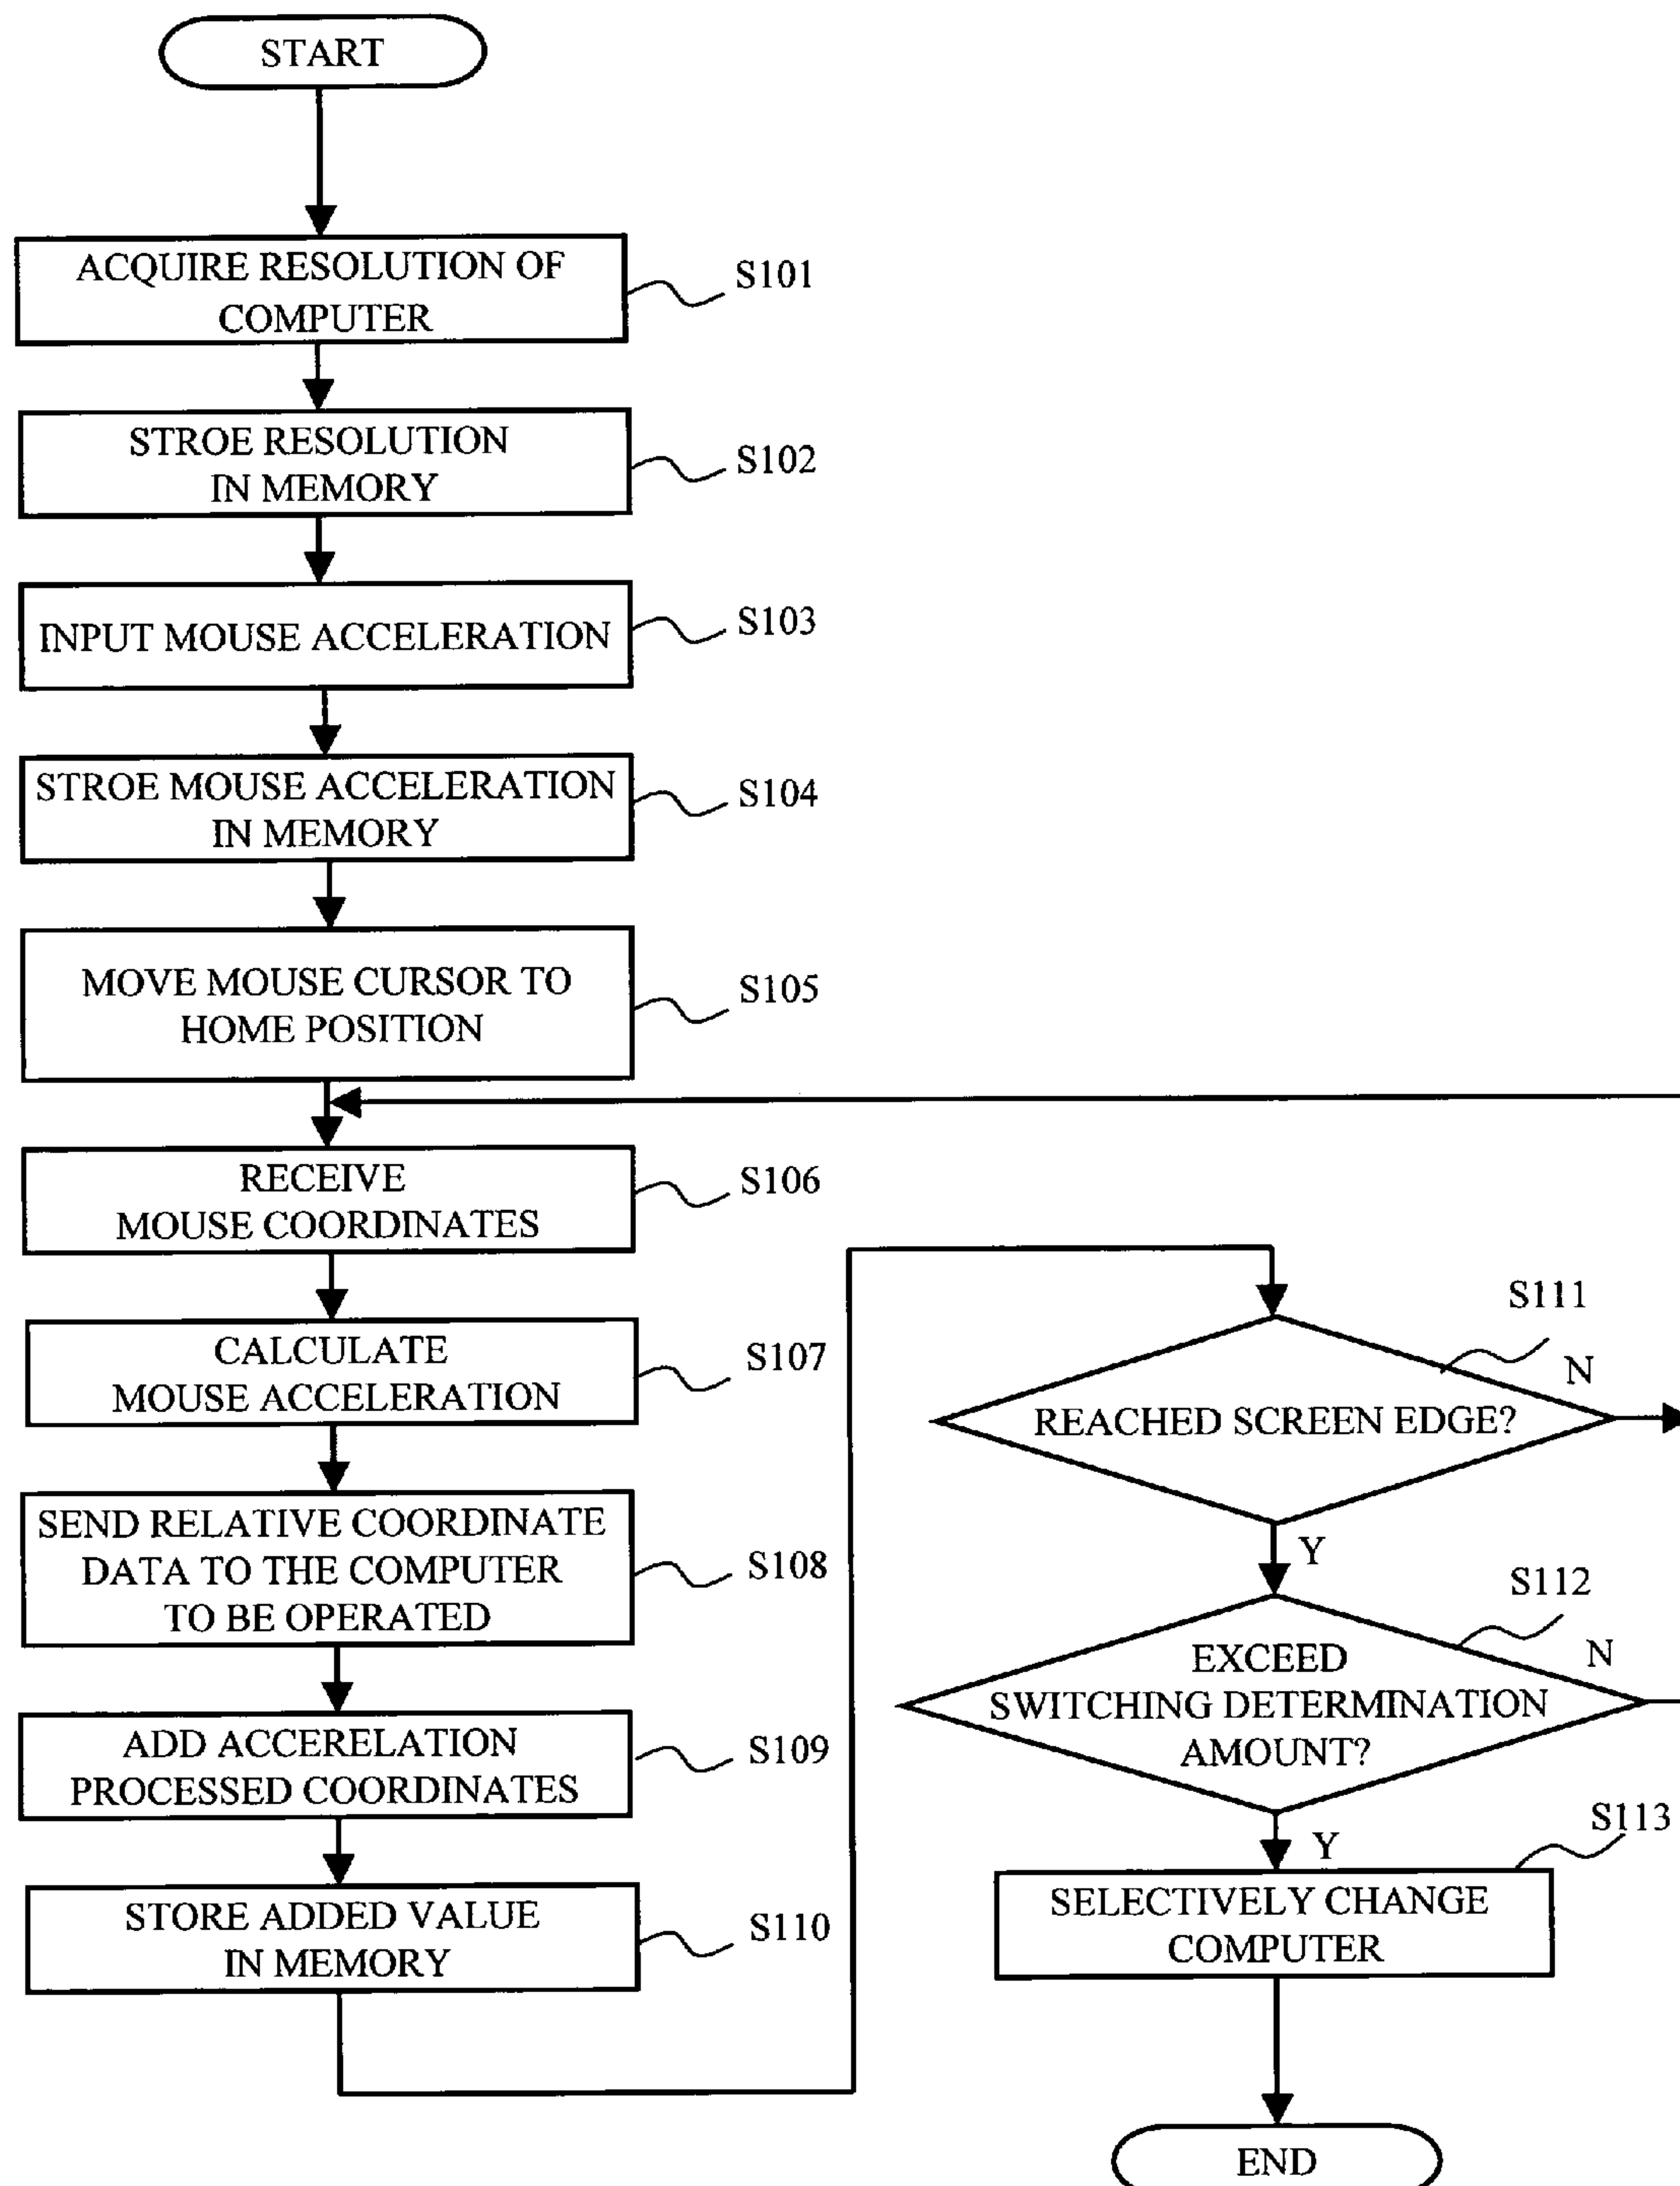 START
ACQUIRE RESOLUTION OF
COMPUTER
S101
STROE RESOLUTION
IN MEMORY
S102
INPUT MOUSE ACCELERATION
S103
STROE MOUSE ACCELERATION
IN MEMORY
S104
MOVE MOUSE CURSOR TO
HOME POSITION
S105
RECEIVE
MOUSE COORDINATES
S106
CALCULATE
MOUSE ACCELERATION
S107
SEND RELATIVE COORDINATE
DATA TO THE COMPUTER
TO BE OPERATED
S108
ADD ACCERELATION
PROCESSED COORDINATES
S109
STORE ADDED VALUE
IN MEMORY
S110
S111
N
REACHED SCREEN EDGE?
Y
S112
N
EXCEED
SWITCHING DETERMINATION
AMOUNT?
Y
S113
SELECTIVELY CHANGE
COMPUTER
END